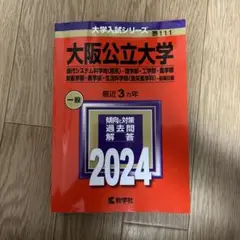 大学入試シリーズ
111
大阪公立大学
現代システム科学域〈理系〉・理学部・工学部・農学部
獣医学部・医学部・生活科学部〈食栄養学科〉-前期日程
一般
最近3カ年
傾向と対策
過去問
解答
2024
教学社